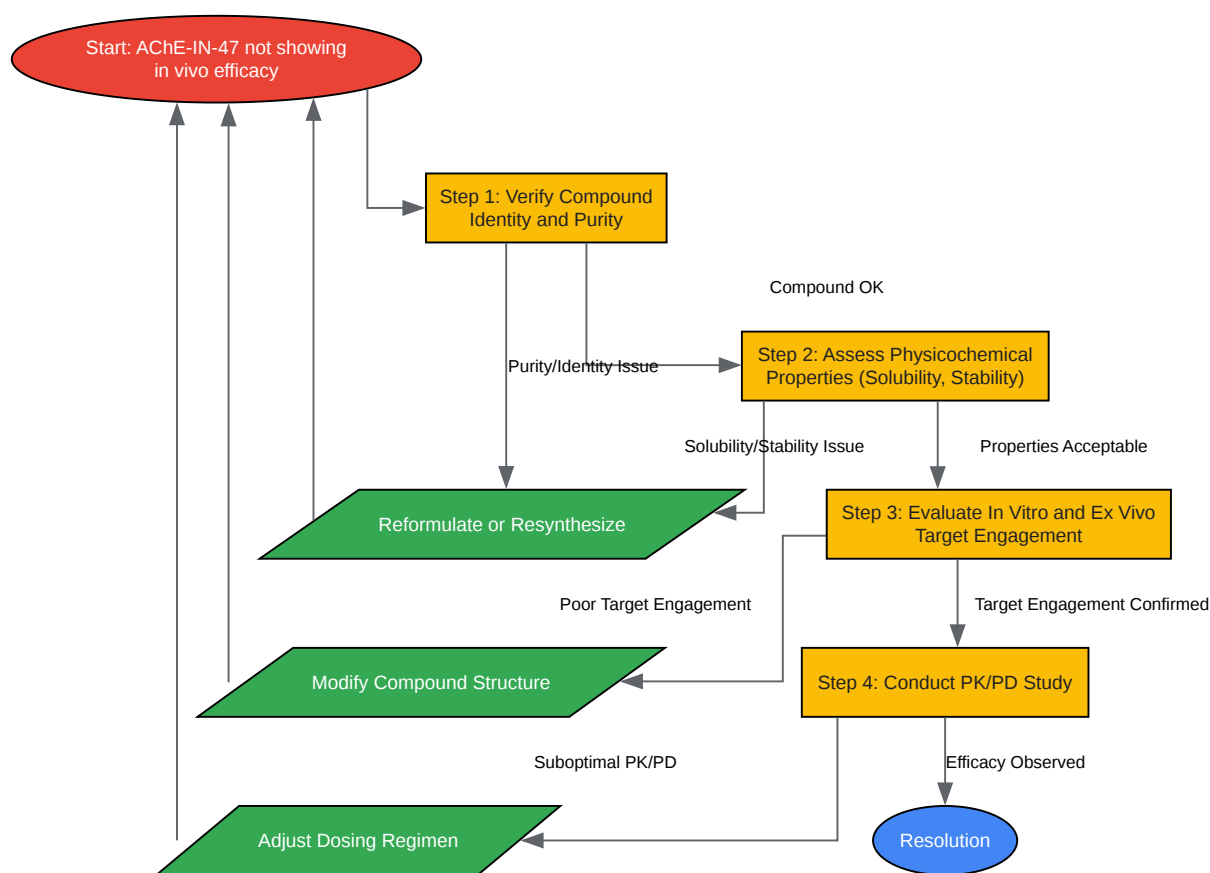 Start: AChE-IN-47 not showing
in vivo efficacy
Step 1: Verify Compound
Identity and Purity
Compound OK
Step 2: Assess Physicochemical
Properties (Solubility, Stability)
Purity/Identity Issue
Solubility/Stability Issue
Properties Acceptable
Reformulate or Resynthesize
Step 3: Evaluate In Vitro and Ex Vivo
Target Engagement
Poor Target Engagement
Target Engagement Confirmed
Modify Compound Structure
Step 4: Conduct PK/PD Study
Suboptimal PK/PD
Efficacy Observed
Adjust Dosing Regimen
Resolution